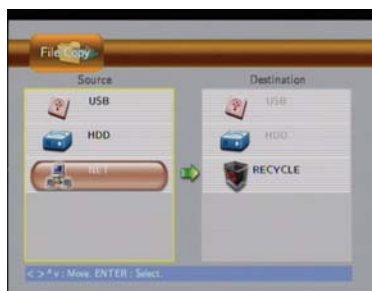 File Copy
Source Destination
USB USB
HDD HDD
NET RECYCLE
< > ^ v : Move. ENTER : Select.